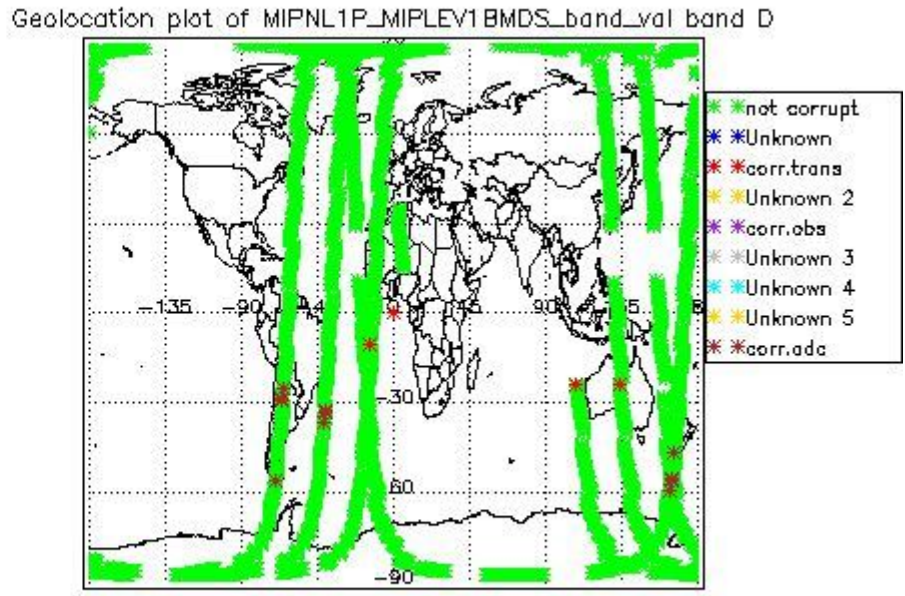 Geolocation plot of MIPNL1P_MIPLEV1BMDS_band_val band D
not corrupt
Unknown
corr.trans
Unknown 2
corr.obs
Unknown 3
Unknown 4
Unknown 5
corr.adc
-135
-90
90
-30
-60
-90